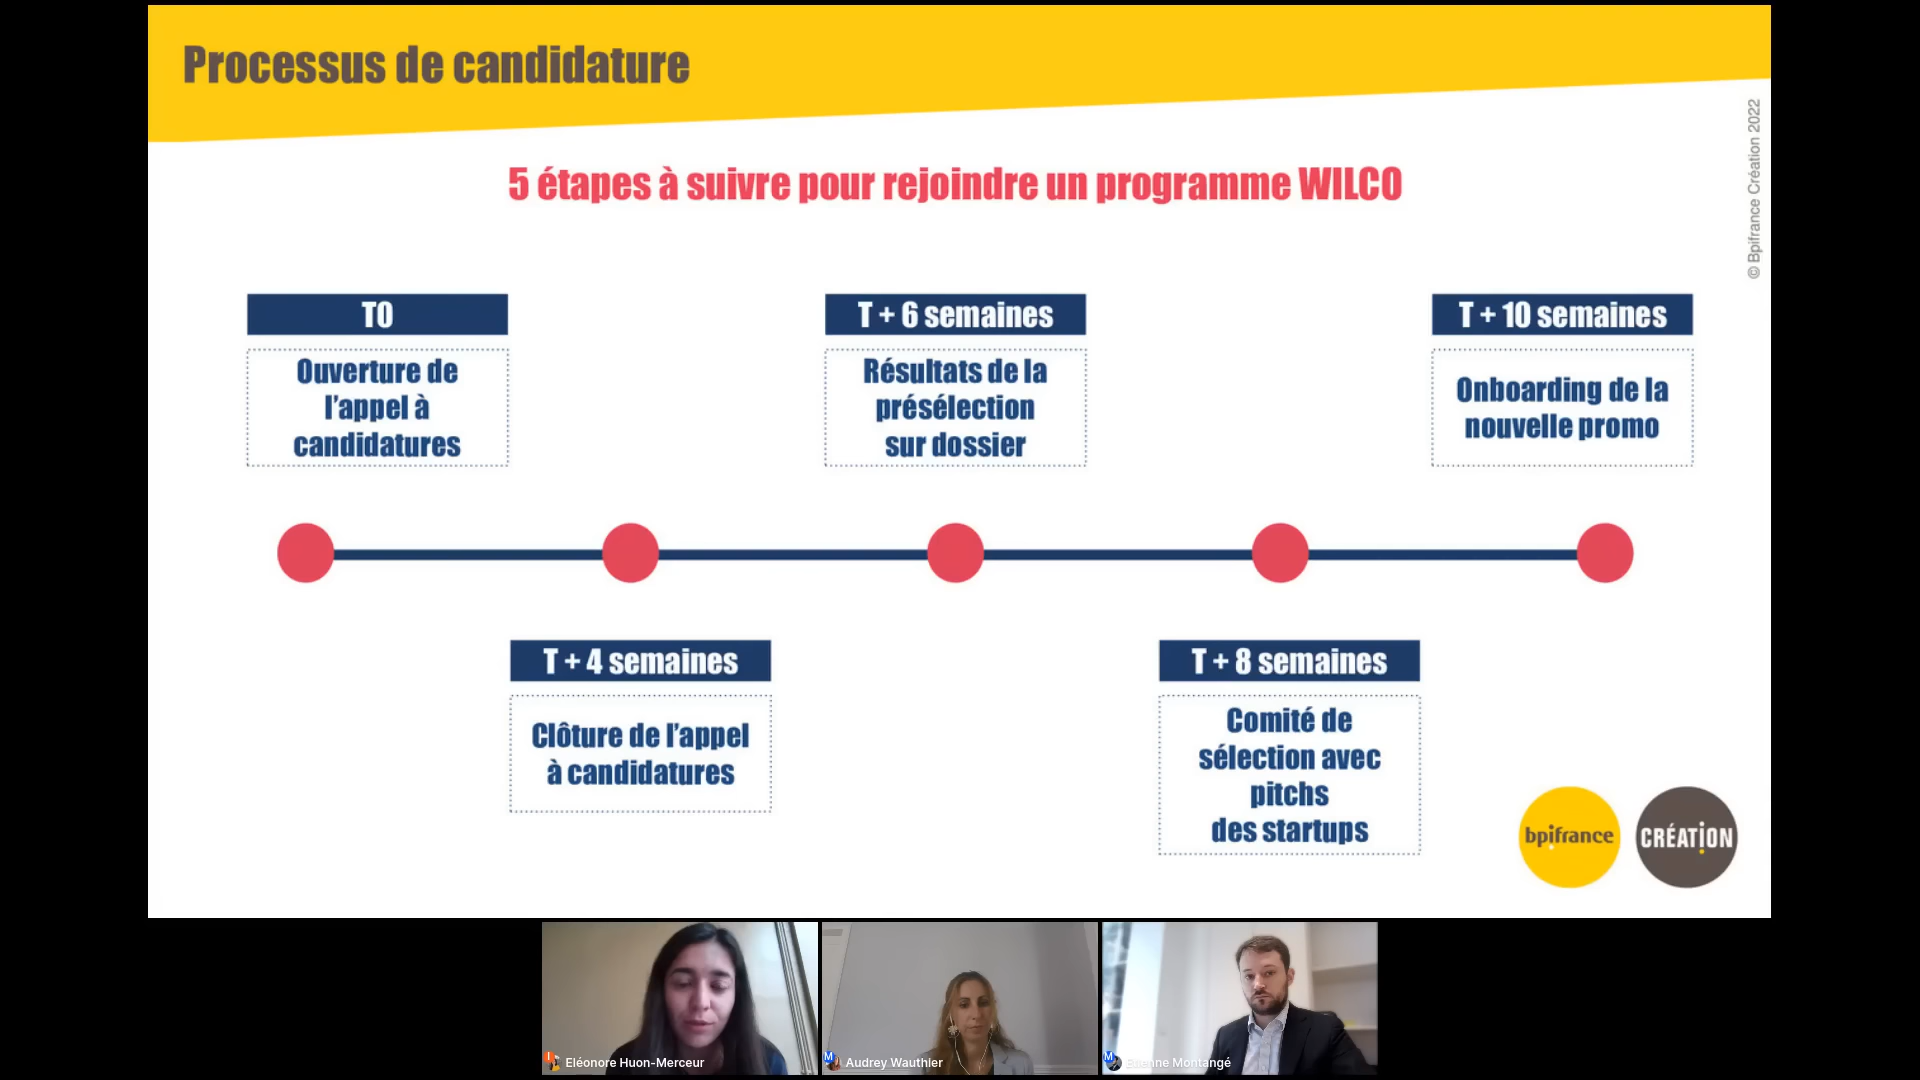 Processus de candidature
© Bpifrance Création 2022
5 étapes à suivre pour rejoindre un programme WILCO
T0
Ouverture de
l'appel à
candidatures
T + 4 semaines
Clôture de l'appel
à candidatures
T + 6 semaines
Résultats de la
présélection
sur dossier
T + 8 semaines
Comité de
sélection avec
pitchs
des startups
T + 10 semaines
Onboarding de la
nouvelle promo
bpifrance
CRÉATION
Eléonore Huon-Merceur
M
Audrey Wauthier
M
Montangé